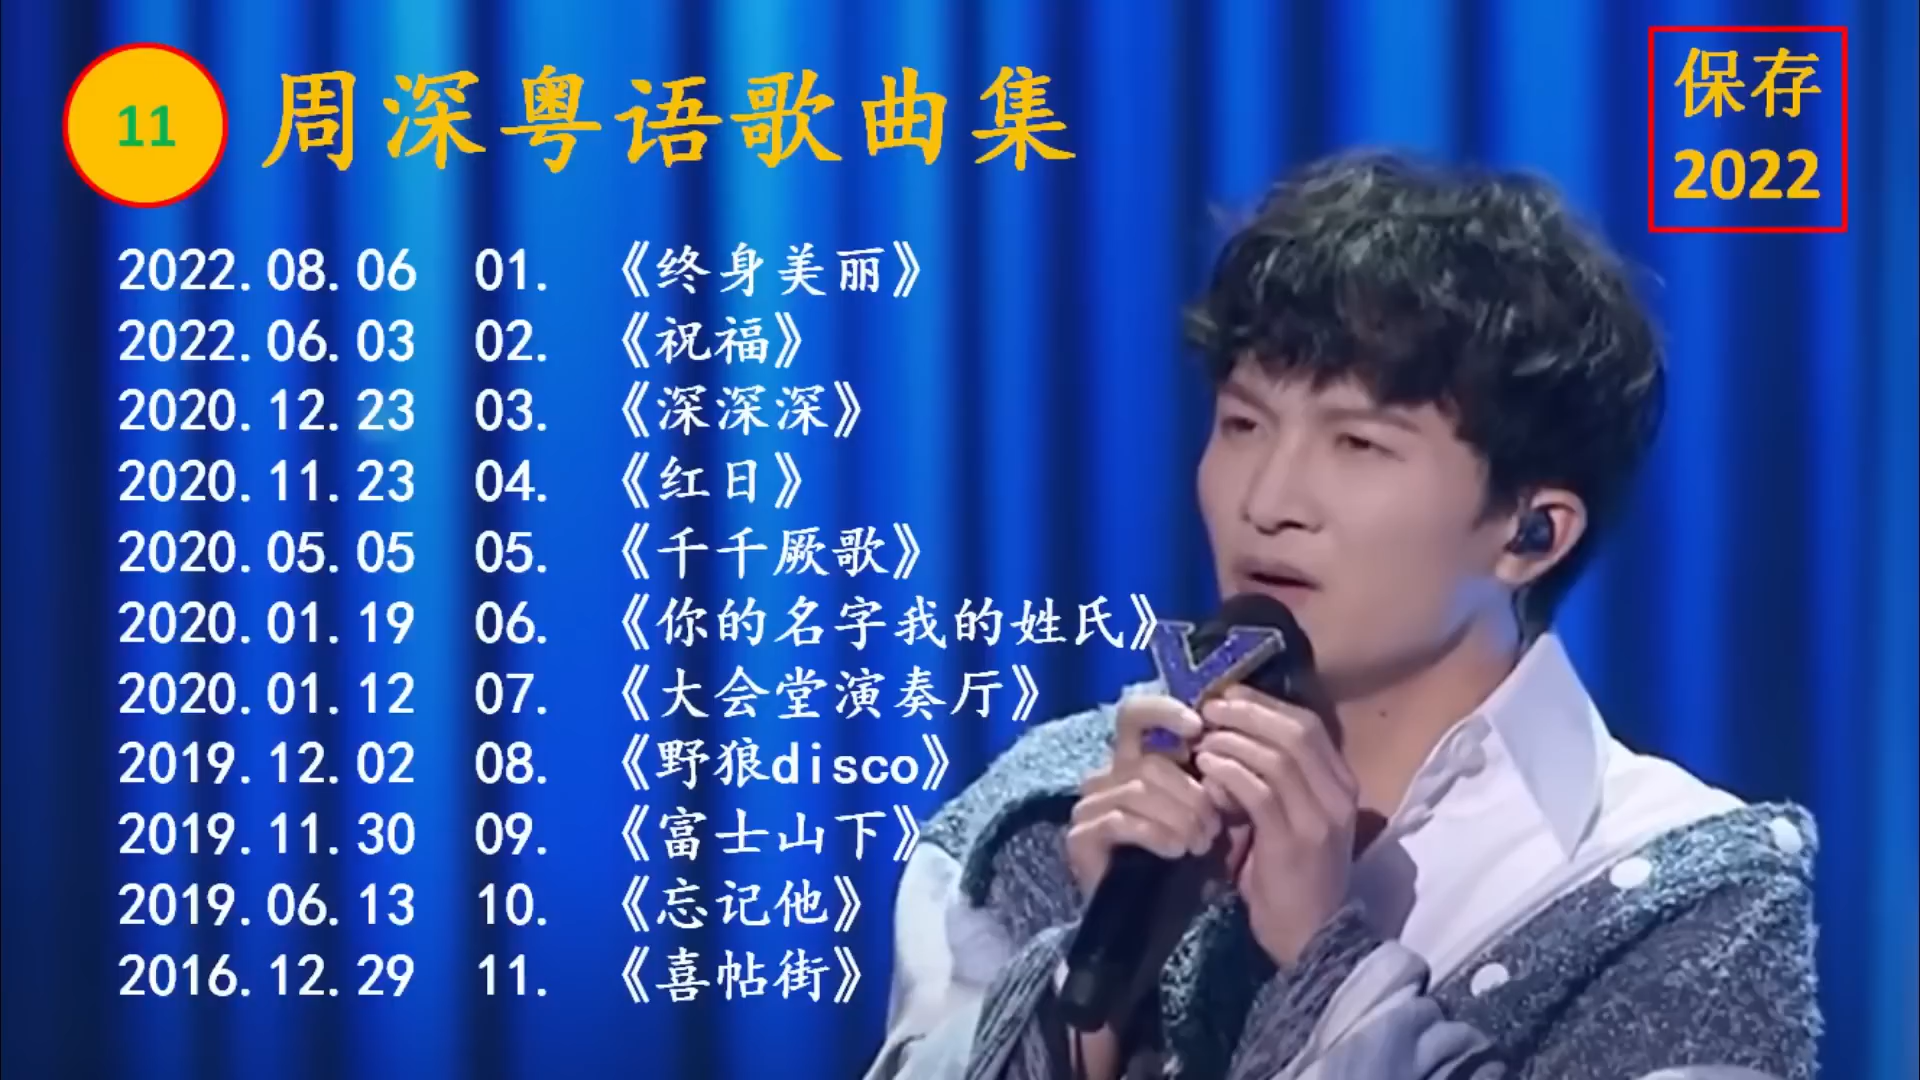 11
周深粤语歌曲集
保存
2022
2022.08.06 01. 《终身美丽》
2022.06.03 02. 《祝福》
2020.12.23 03. 《深深深》
2020.11.23 04. 《红日》
2020.05.05 05. 《千千厥歌》
2020.01.19 06. 《你的名字我的姓氏》
2020.01.12 07. 《大会堂演奏厅》
2019.12.02 08. 《野狼disco》
2019.11.30 09. 《富士山下》
2019.06.13 10. 《忘记他》
2016.12.29 11. 《喜帖街》
Y